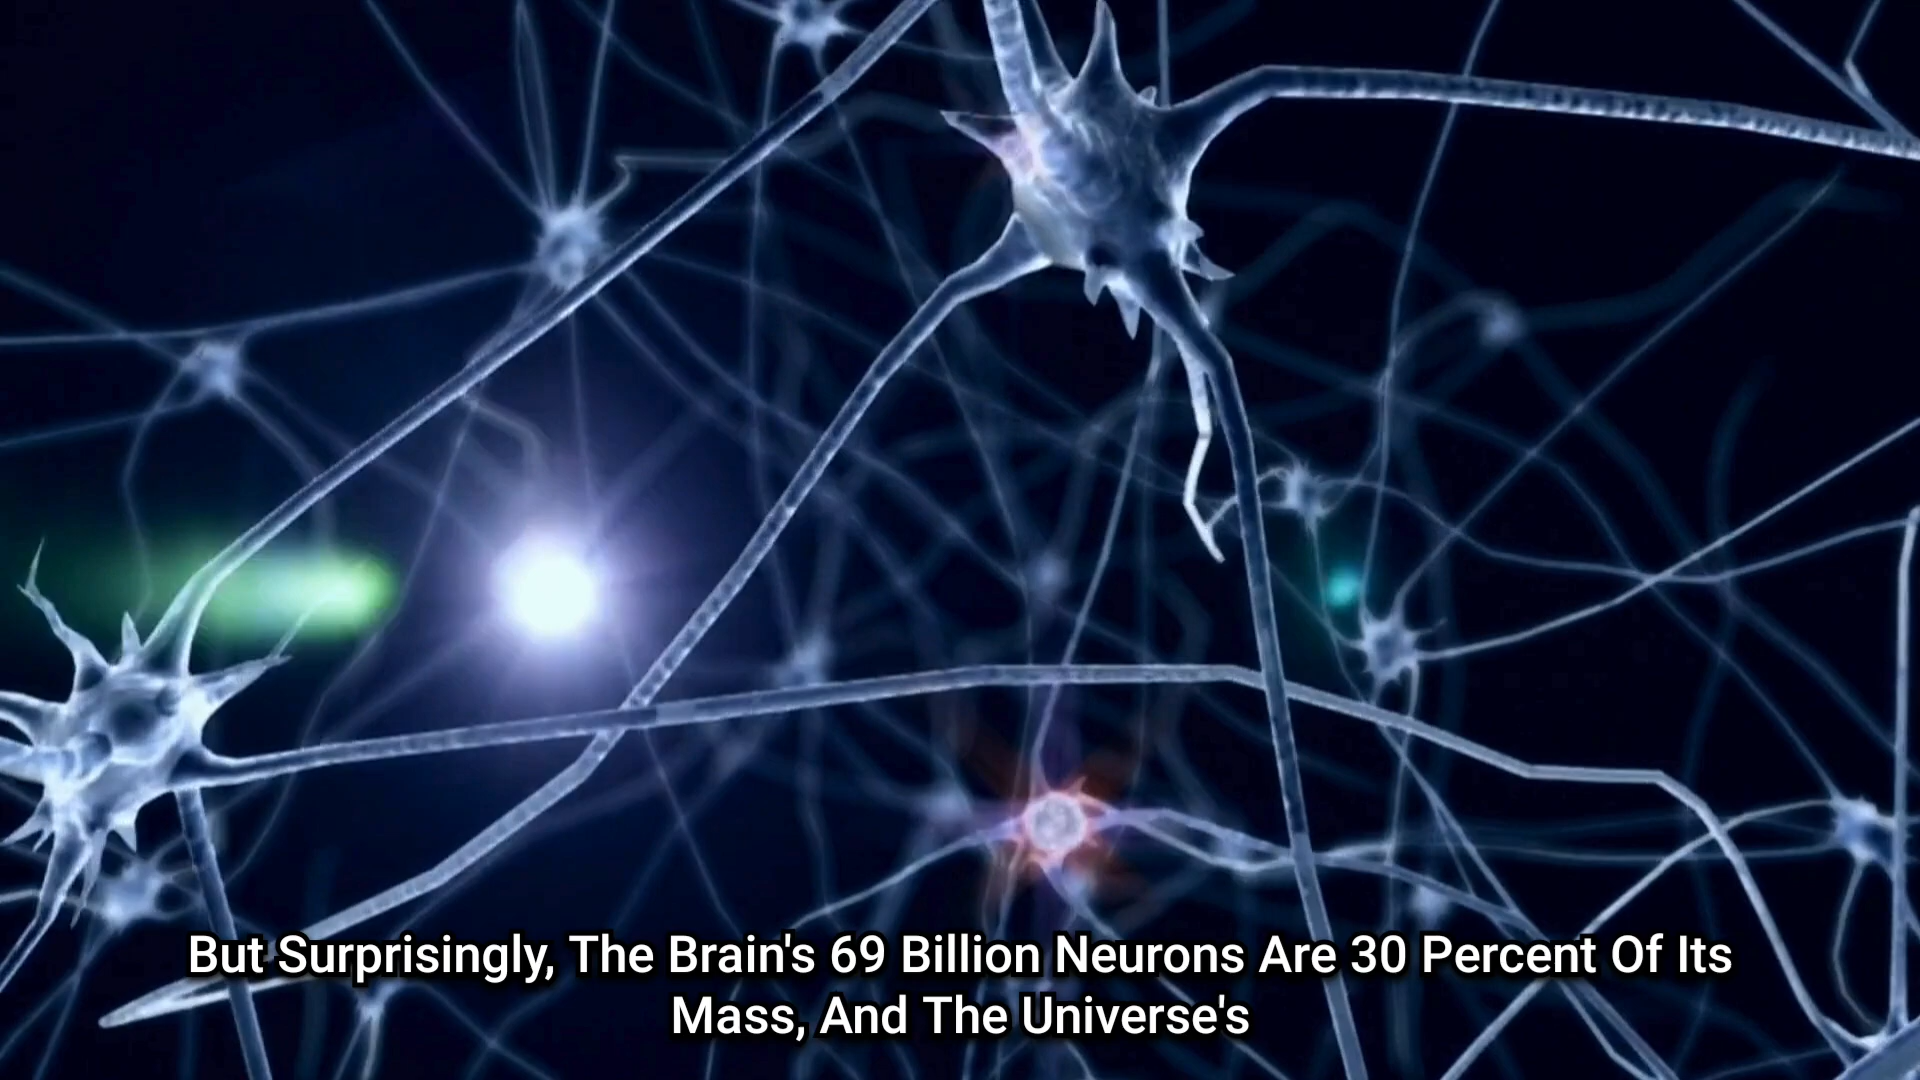 But Surprisingly, The Brain's 69 Billion Neurons Are 30 Percent Of Its
Mass, And The Universe's